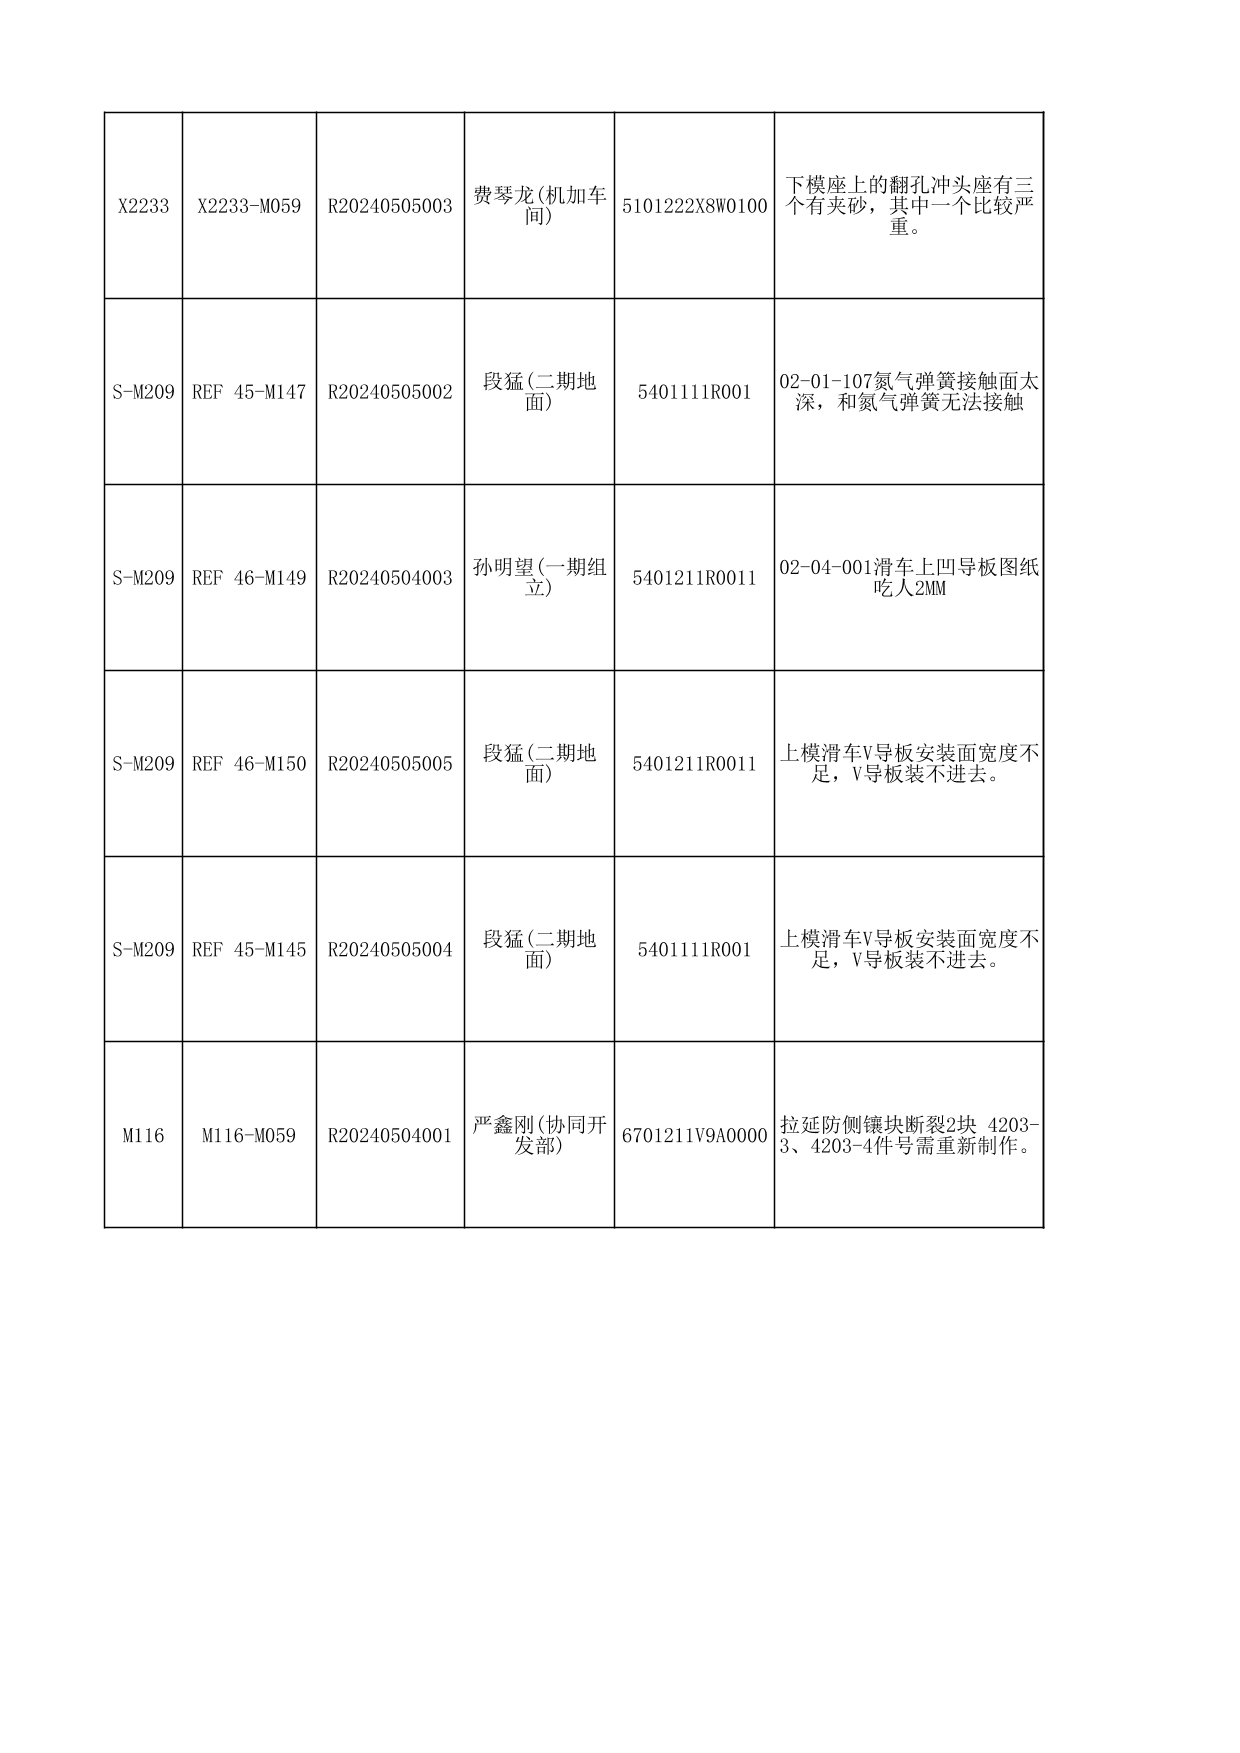 X2233
X2233-M059
R20240505003
费琴龙(机加车
间)
5101222X8W0100
下模座上的翻孔冲头座有三
个有夹砂，其中一个比较严
重。
S-M209
REF 45-M147
R20240505002
段猛(二期地
面)
5401111R001
02-01-107氮气弹簧接触面太
深，和氮气弹簧无法接触
S-M209
REF 46-M149
R20240504003
孙明望(一期组
立)
5401211R0011
02-04-001滑车上凹导板图纸
吃人2MM
S-M209
REF 46-M150
R20240505005
段猛(二期地
面)
5401211R0011
上模滑车V导板安装面宽度不
足，V导板装不进去。
S-M209
REF 45-M145
R20240505004
段猛(二期地
面)
5401111R001
上模滑车V导板安装面宽度不
足，V导板装不进去。
M116
M116-M059
R20240504001
严鑫刚(协同开
发部)
6701211V9A0000
拉延防侧镶块断裂2块 4203-
3、4203-4件号需重新制作。